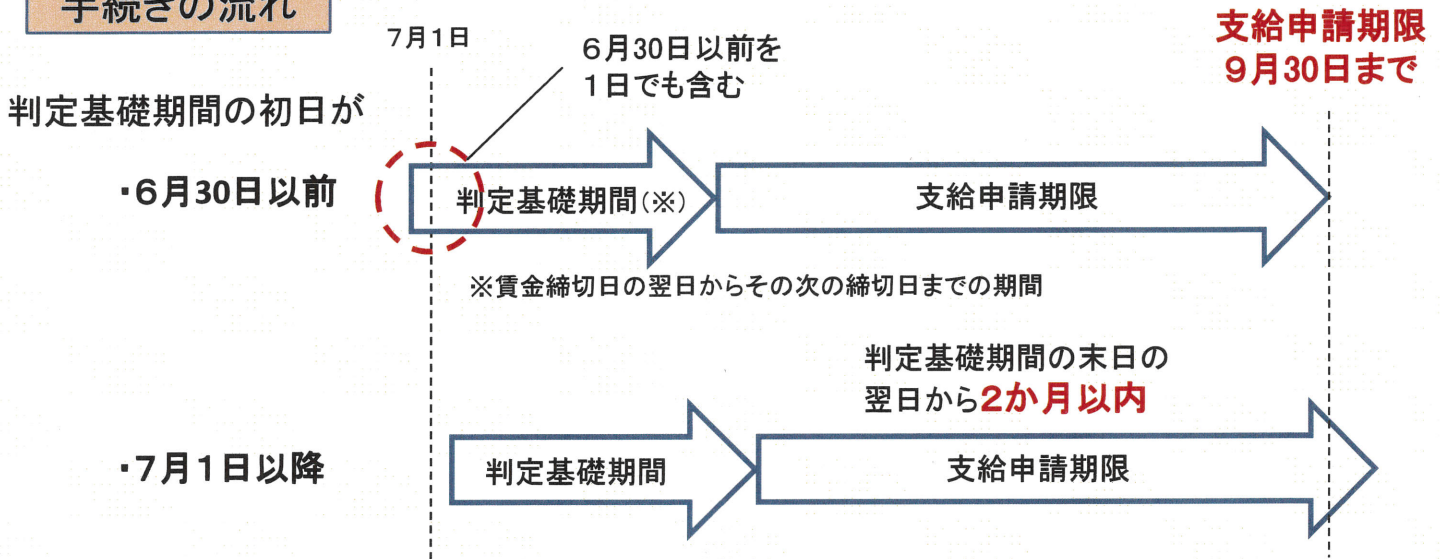 手続きの流れ
7月1日
6月30日以前を
1日でも含む
支給申請期限
9月30日まで
判定基礎期間の初日が
・6月30日以前
判定基礎期間(※)
支給申請期限
※賃金締切日の翌日からその次の締切日までの期間
判定基礎期間の末日の
翌日から2か月以内
・7月1日以降
判定基礎期間
支給申請期限